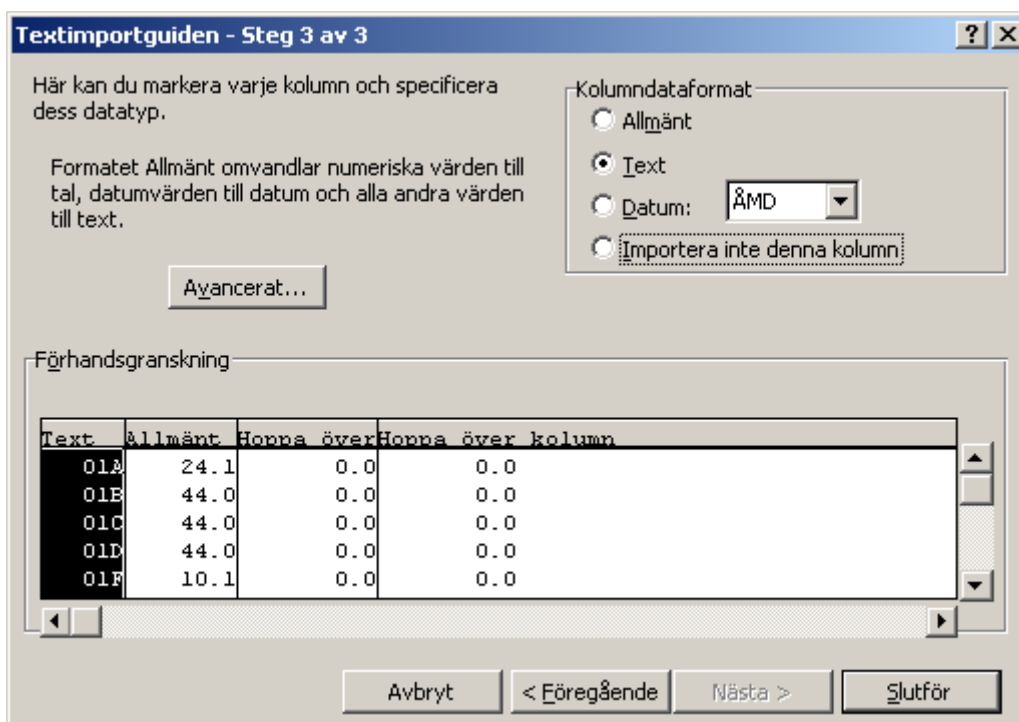 Textimportguiden - Steg 3 av 3
Här kan du markera varje kolumn och specificera
dess datatyp.
Formatet Allmänt omvandlar numeriska värden till
tal, datumvärden till datum och alla andra värden
till text.
Avancerat...
Kolumndataformat
Allmänt
Text
Datum: ÅMD
Importera inte denna kolumn
Förhandsgranskning
Text Allmänt Hoppa över Hoppa över kolumn
01A 24.1 0.0 0.0
01B 44.0 0.0 0.0
01C 44.0 0.0 0.0
01D 44.0 0.0 0.0
01F 10.1 0.0 0.0
Avbryt < Föregående Nästa > Slutför